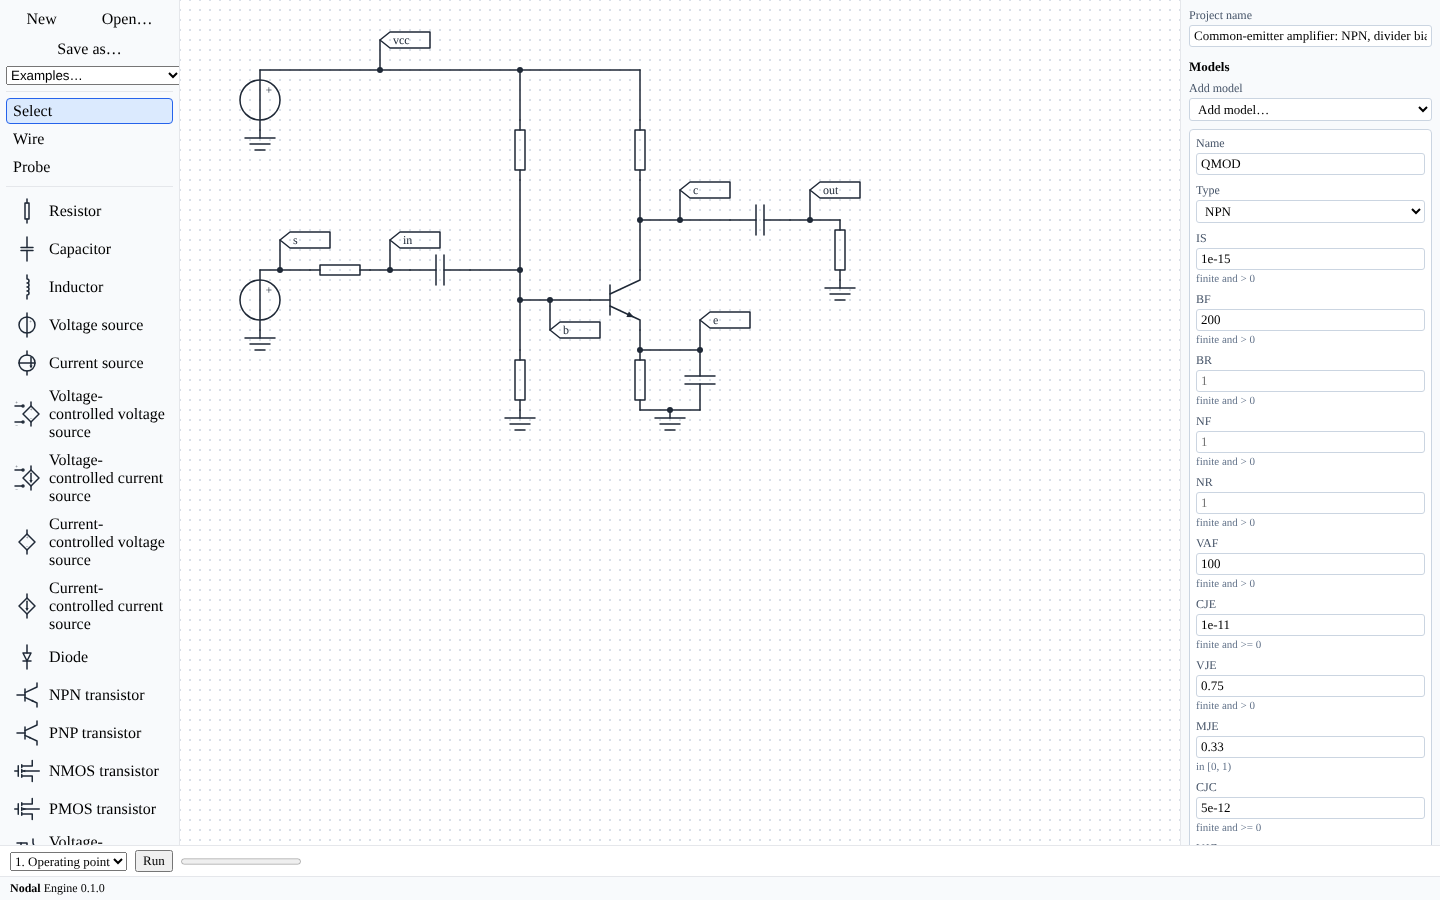 New Open…
Save as…
Examples…
Select
Wire
Probe
Resistor
Capacitor
Inductor
Voltage source
Current source
Voltage-
controlled voltage
source
Voltage-
controlled current
source
Current-
controlled voltage
source
Current-
controlled current
source
Diode
NPN transistor
PNP transistor
NMOS transistor
PMOS transistor
Voltage-
vcc
s
in
b
c
out
e
Project name
Common-emitter amplifier: NPN, divider bia
Models
Add model
Add model…
Name
QMOD
Type
NPN
IS
1e-15
finite and > 0
BF
200
finite and > 0
BR
1
finite and > 0
NF
1
finite and > 0
NR
1
finite and > 0
VAF
100
finite and > 0
CJE
1e-11
finite and >= 0
VJE
0.75
finite and > 0
MJE
0.33
in [0, 1)
CJC
5e-12
finite and >= 0
1. Operating point Run
Nodal Engine 0.1.0